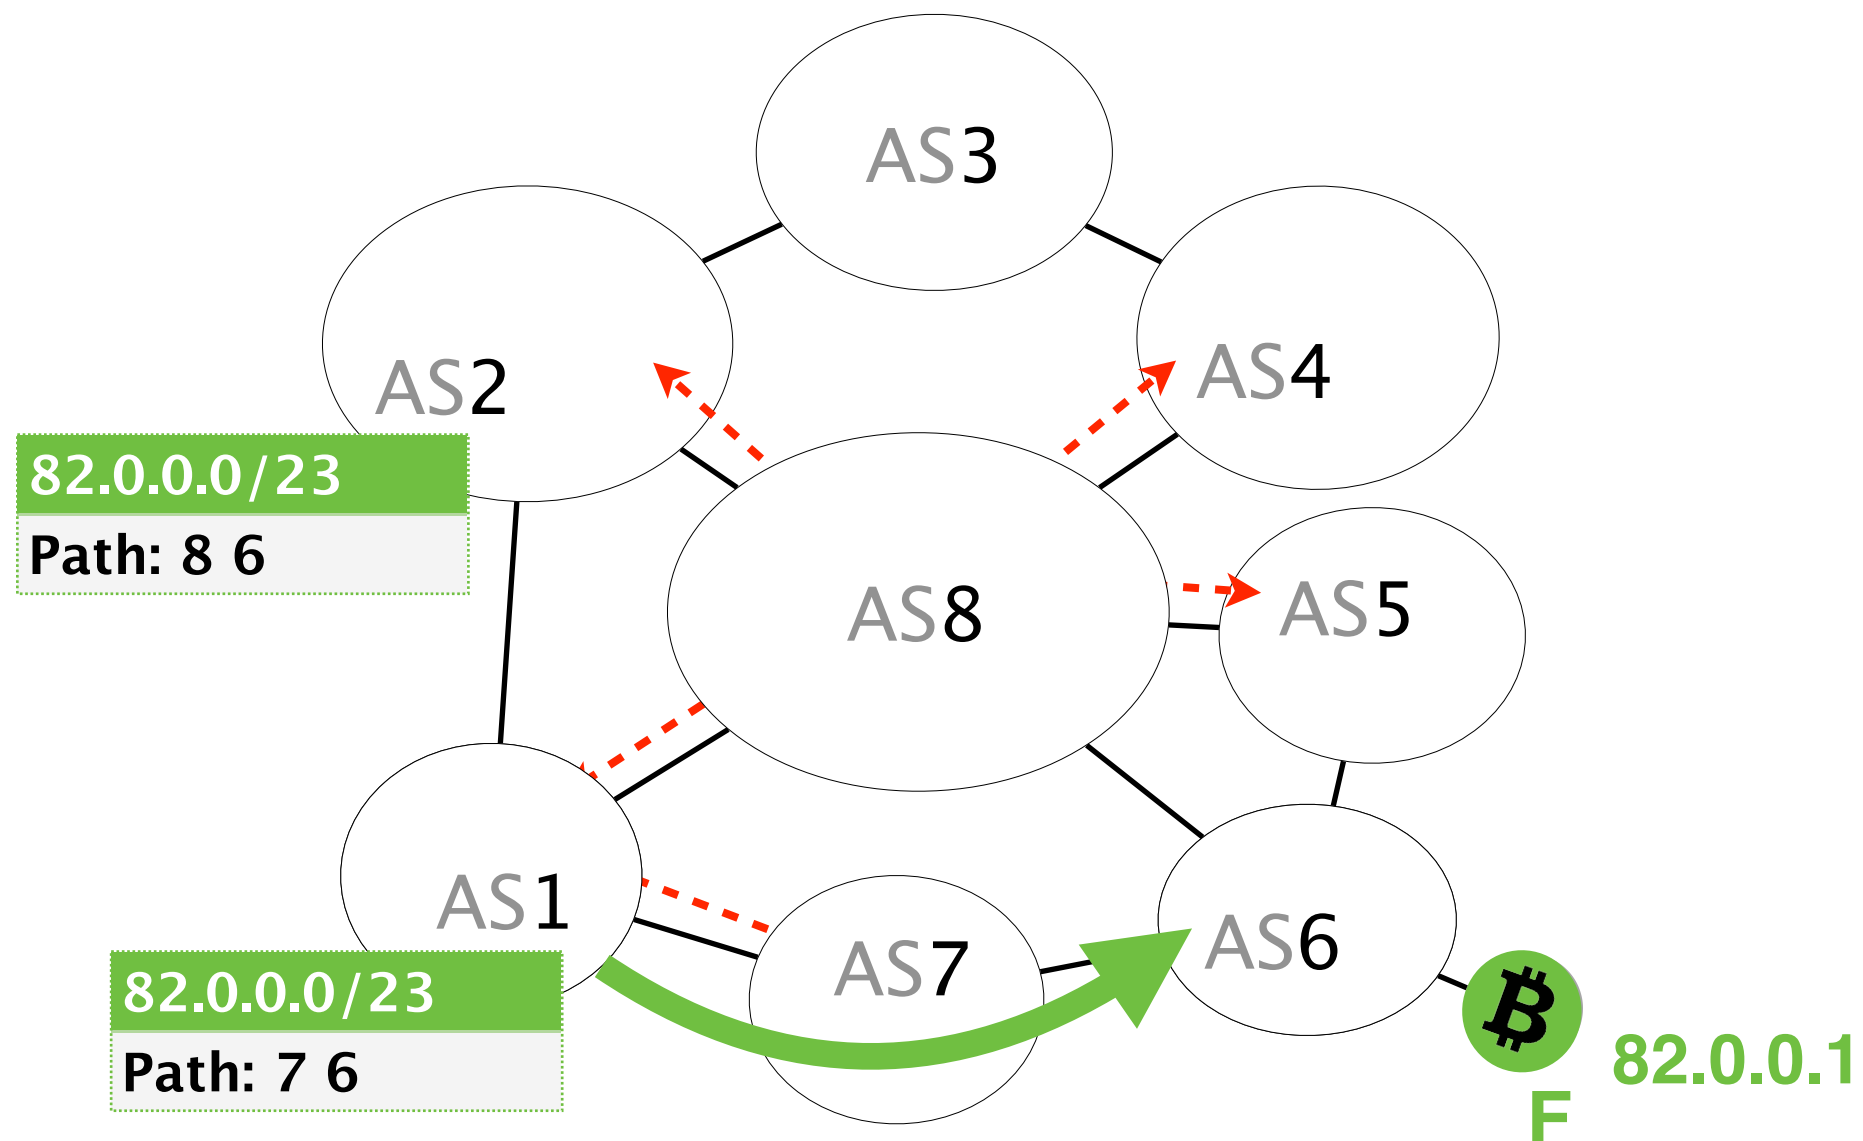 AS3
AS2
AS4
82.0.0.0/23
Path: 8 6
AS8
AS5
AS1
AS7
AS6
82.0.0.0/23
Path: 7 6
82.0.0.1
F